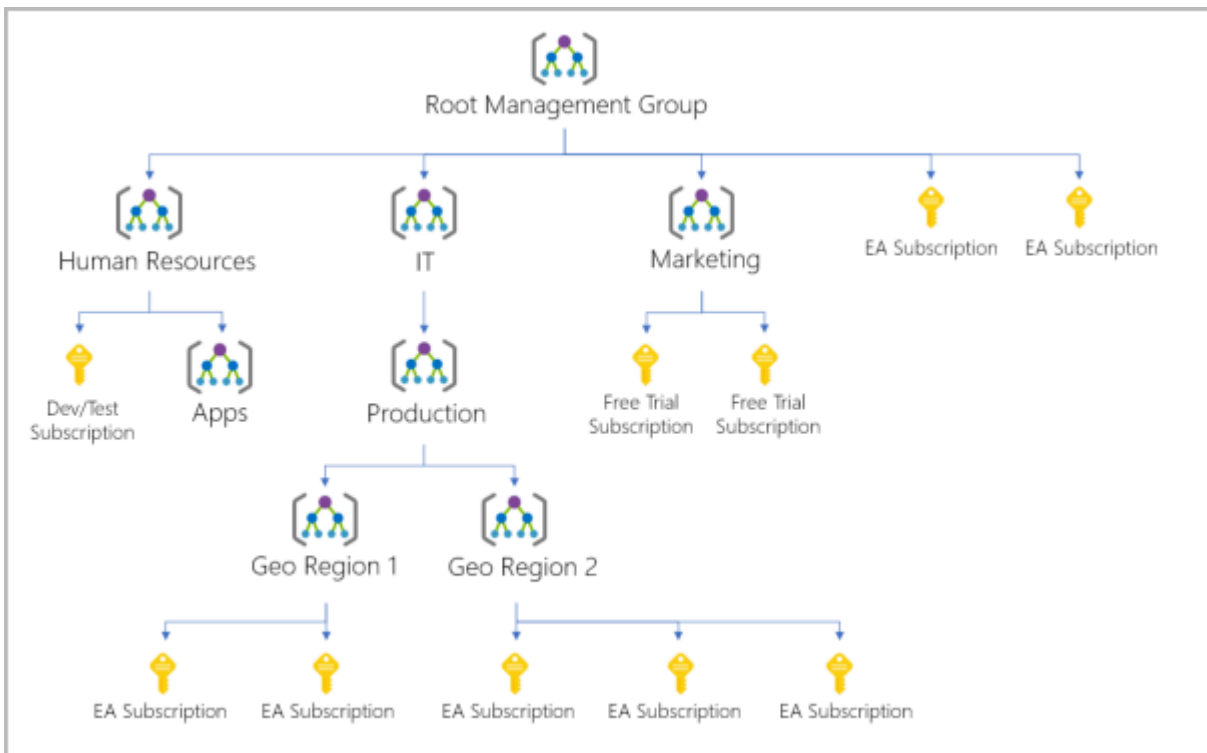 Root Management Group
Human Resources
IT
Marketing
EA Subscription
EA Subscription
Dev/Test
Subscription
Apps
Production
Free Trial
Subscription
Free Trial
Subscription
Geo Region 1
Geo Region 2
EA Subscription
EA Subscription
EA Subscription
EA Subscription
EA Subscription